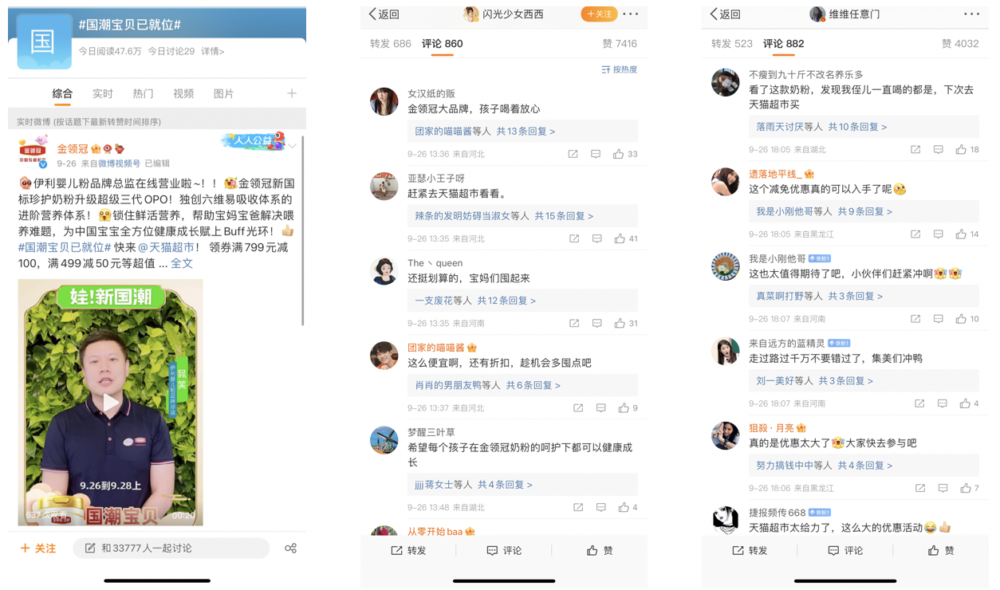 #国潮宝贝已就位#
国
今日阅读47.6万 今日讨论29 详情>
综合 实时 热门 视频 图片
实时微博 (按话题下最新转赞时间排序)
金领冠
金领冠
人人公益
9-26 来自微博视频号 已编辑
伊利婴儿粉品牌总监在线营业啦~！！金领冠新国
标珍护奶粉升级超级三代OPO！独创六维易吸收体系的
进阶营养体系！锁住鲜活营养，帮助宝妈宝爸解决喂
养难题，为中国宝宝全方位健康成长赋上Buff光环！
#国潮宝贝已就位# 快来@天猫超市！ 领券满799元减
100，满499减50元等超值 ... 全文
娃!新国潮
晁笑
伊利婴儿粉品牌总监
9.26到9.28上
国潮宝贝
637次观看 00:20
+ 关注 和33777人一起讨论
返回 闪光少女西西 +关注
转发 686 评论 860 赞 7416
按热度
女汉纸的贩
金领冠大品牌，孩子喝着放心
团家的喵喵酱等人 共13条回复 >
9-26 13:36 来自河北 33
亚瑟小王子呀
赶紧去天猫超市看看。
辣条的发明妨碍当淑女等人 共15条回复 >
9-26 13:35 来自河北 41
The丶queen
还挺划算的，宝妈们囤起来
一支废花等人 共12条回复 >
9-26 13:35 来自河南 31
团家的喵喵酱
这么便宜啊，还有折扣，趁机会多囤点吧
肖肖的男朋友鸭等人 共6条回复 >
9-26 13:37 来自河北 9
梦醒三叶草
希望每个孩子在金领冠奶粉的呵护下都可以健康成
长
jjjj蒋女士等人 共4条回复 >
9-26 13:48 来自湖北 4
从零开始baa
转发 评论 赞
返回 维维任意门
转发 523 评论 882 赞 4032
不瘦到九十斤不改名养乐多
看了这款奶粉，发现我侄儿一直喝的都是，下次去
天猫超市买
落雨天讨厌等人 共10条回复 >
9-26 18:05 来自湖北 18
遗落地平线_
这个减免优惠真的可以入手了呢
我是小刚他哥等人 共9条回复 >
9-26 18:05 来自黑龙江 14
我是小刚他哥 铁粉1
这也太值得期待了吧，小伙伴们赶紧冲啊
真菜啊打野等人 共3条回复 >
9-26 18:07 来自河南 10
来自远方的蓝精灵 铁粉1
走过路过千万不要错过了，集美们冲鸭
刘一美好等人 共3条回复 >
9-26 18:07 来自河南 4
狙殺·月亮
真的是优惠太大了大家快去参与吧
努力搞钱中中等人 共4条回复 >
9-26 18:06 来自黑龙江 7
捷报频传668 铁粉1
天猫超市太给力了，这么大的优惠活动
转发 评论 赞